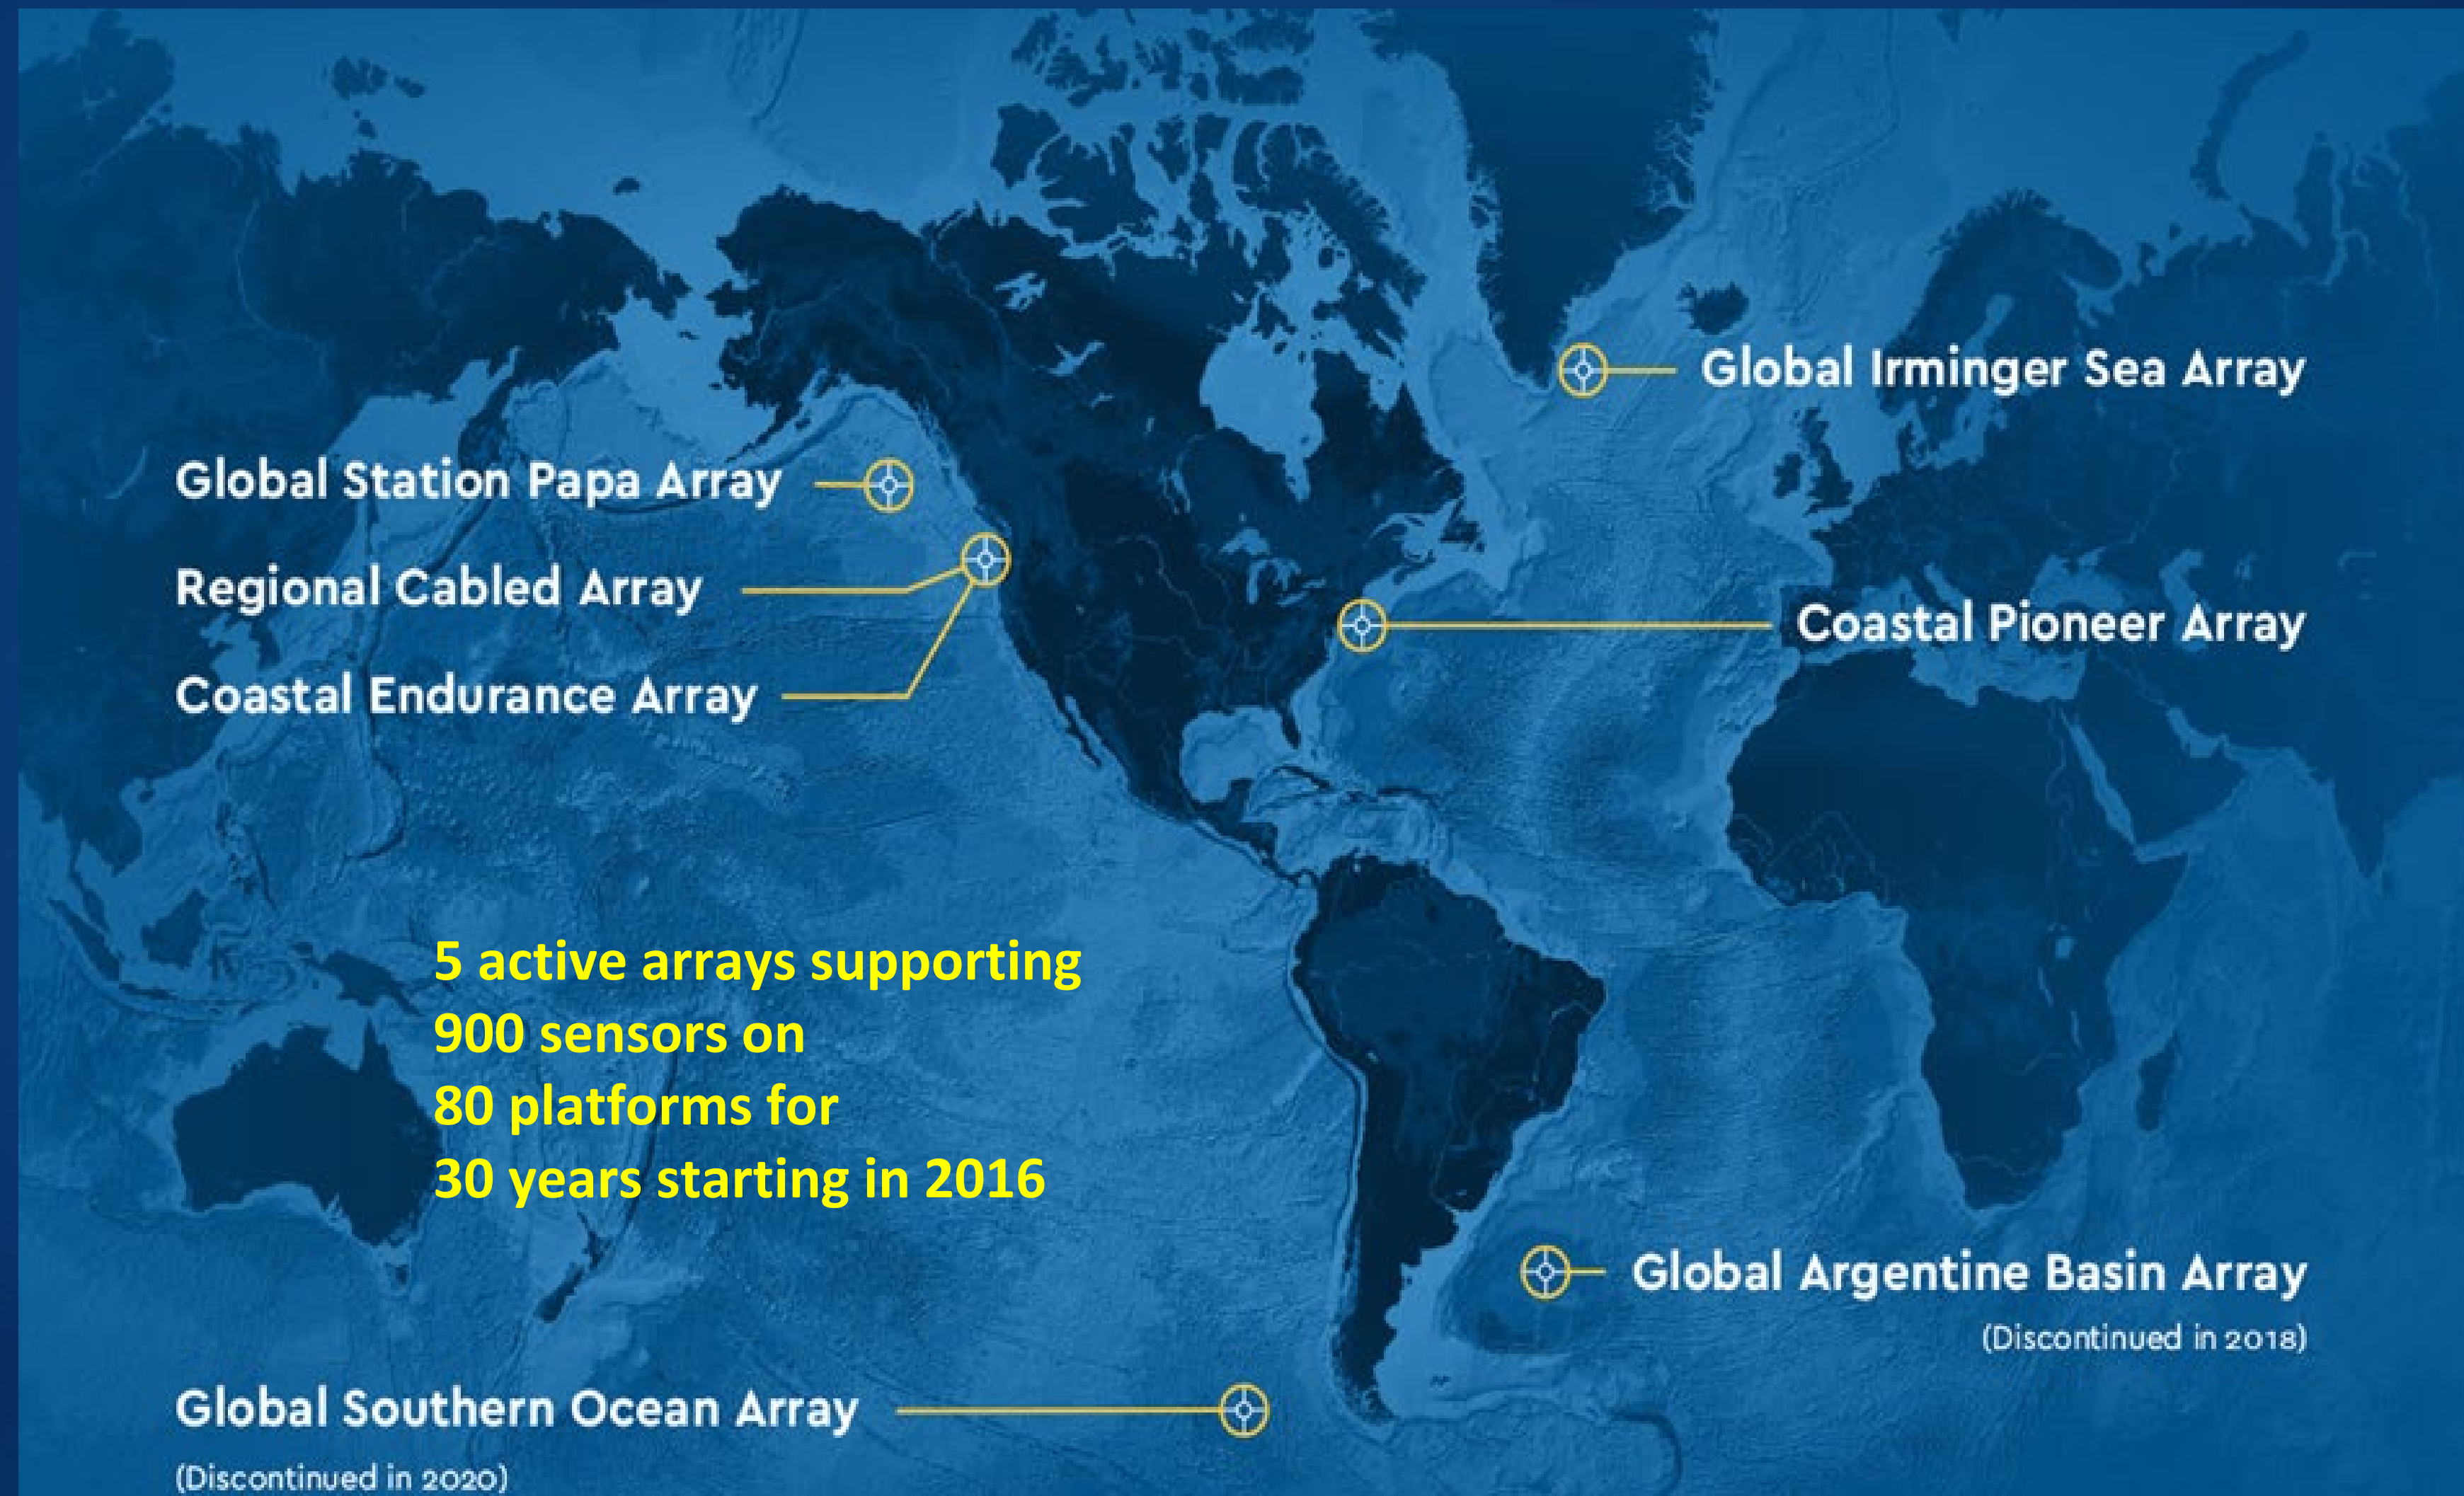 Global Irminger Sea Array
Global Station Papa Array
Regional Cabled Array
Coastal Pioneer Array
Coastal Endurance Array
5 active arrays supporting
900 sensors on
80 platforms for
30 years starting in 2016
Global Argentine Basin Array
(Discontinued in 2018)
Global Southern Ocean Array
(Discontinued in 2020)